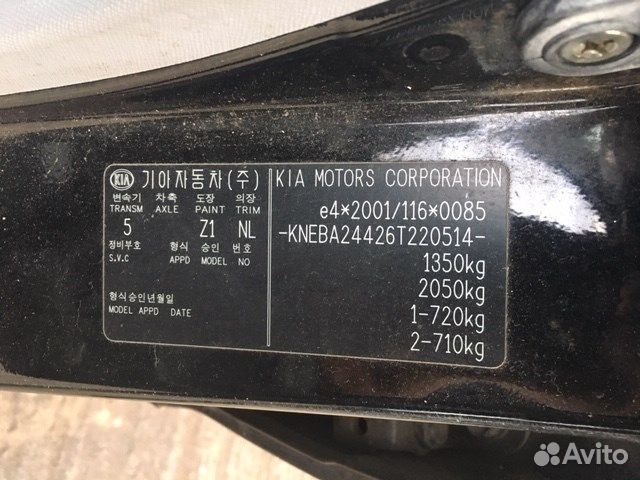 KIA 기아자동차(주)
변속기 차축 도장 의장
TRANSM AXLE PAINT TRIM
5 Z1 NL
정비부호 형식 승인 번호
S.V.C APPD MODEL NO
형식승인년월일
MODEL APPD DATE
KIA MOTORS CORPORATION
e4*2001/116*0085
-KNEBA24426T220514-
1350kg
2050kg
1-720kg
2-710kg
Avito